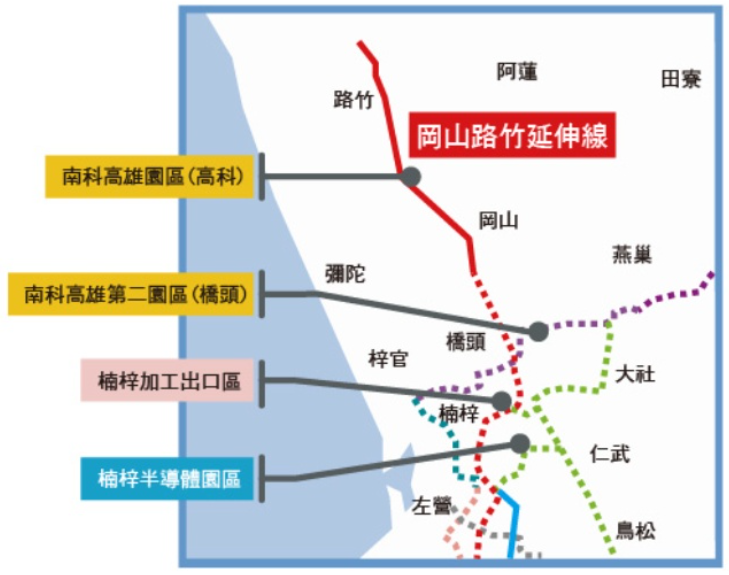 阿蓮
田寮
路竹
岡山路竹延伸線
南科高雄園區(高科)
岡山
燕巢
彌陀
南科高雄第二園區(橋頭)
橋頭
梓官
大社
楠梓加工出口區
楠梓
仁武
楠梓半導體園區
左營
鳥松